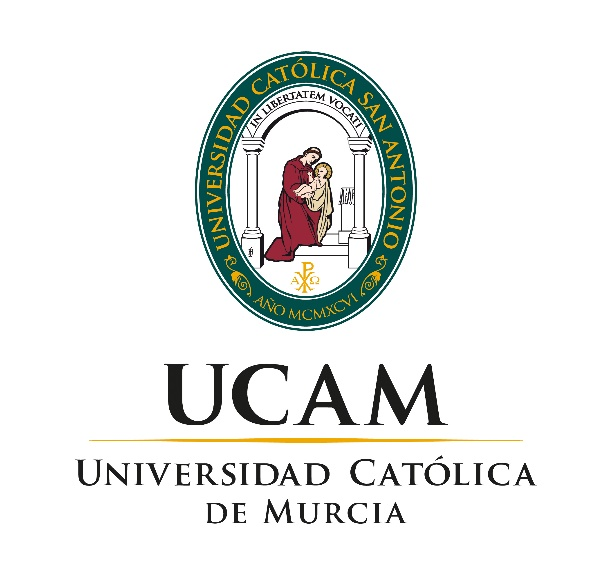 UNIVERSIDAD CATÓLICA SAN ANTONIO
IN LIBERTATEM VOCATI
Α Ω
AÑO MCMXCVI
UCAM
UNIVERSIDAD CATÓLICA
DE MURCIA